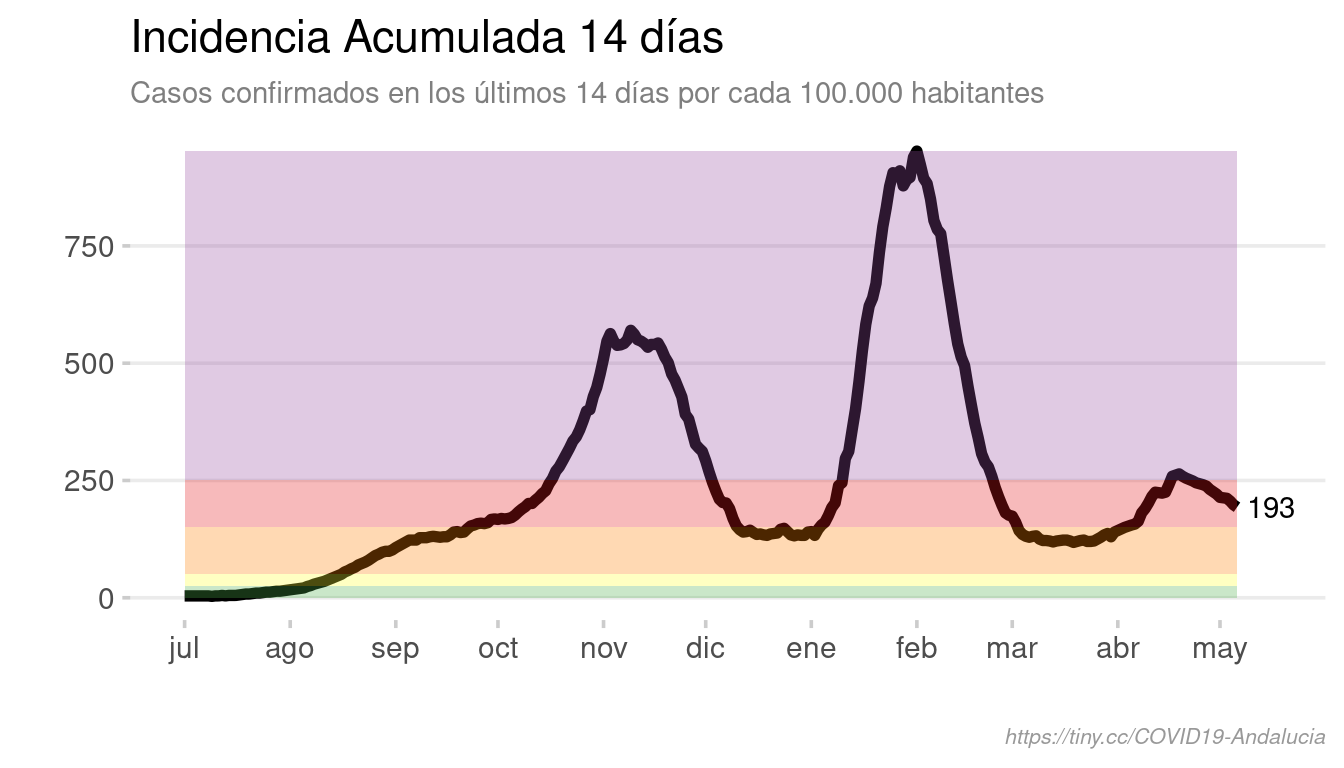 Incidencia Acumulada 14 días
Casos confirmados en los últimos 14 días por cada 100.000 habitantes
750
500
250
0
193
jul ago sep oct nov dic ene feb mar abr may
https://tiny.cc/COVID19-Andalucia